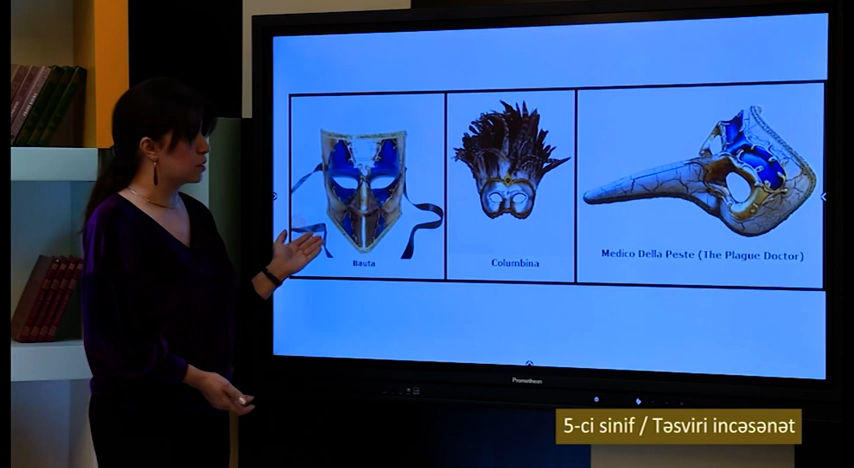 Bauta
Columbina
Medico Della Peste (The Plague Doctor)
Promethean
5-ci sinif / Təsviri incəsənət